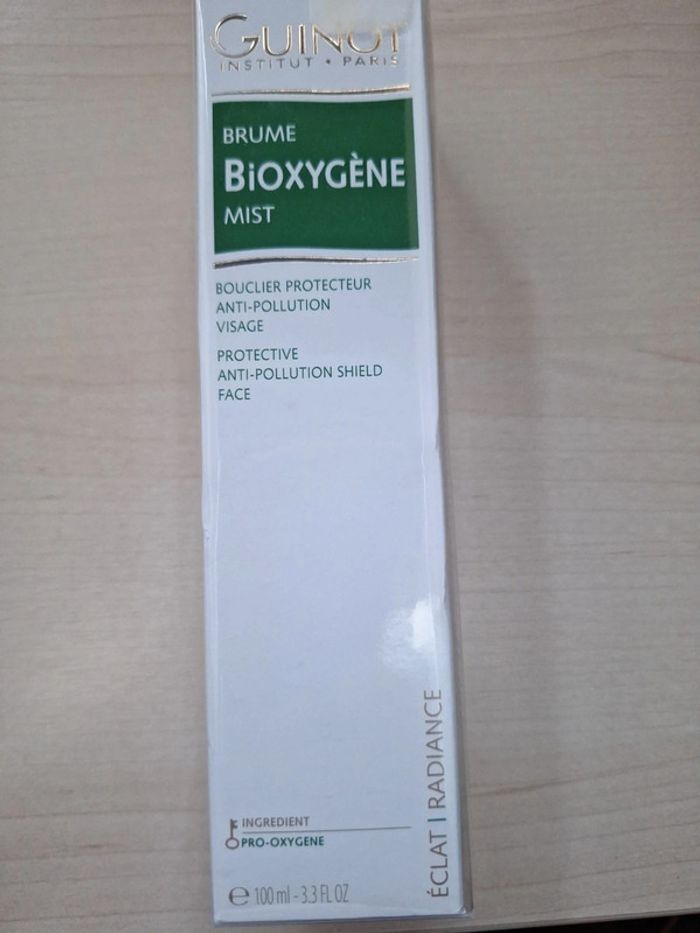 GUINOT
INSTITUT • PARIS
BRUME
BiOXYGÈNE
MIST
BOUCLIER PROTECTEUR
ANTI-POLLUTION
VISAGE
PROTECTIVE
ANTI-POLLUTION SHIELD
FACE
ÉCLAT | RADIANCE
INGREDIENT
PRO-OXYGENE
℮ 100 ml - 3.3 FL OZ